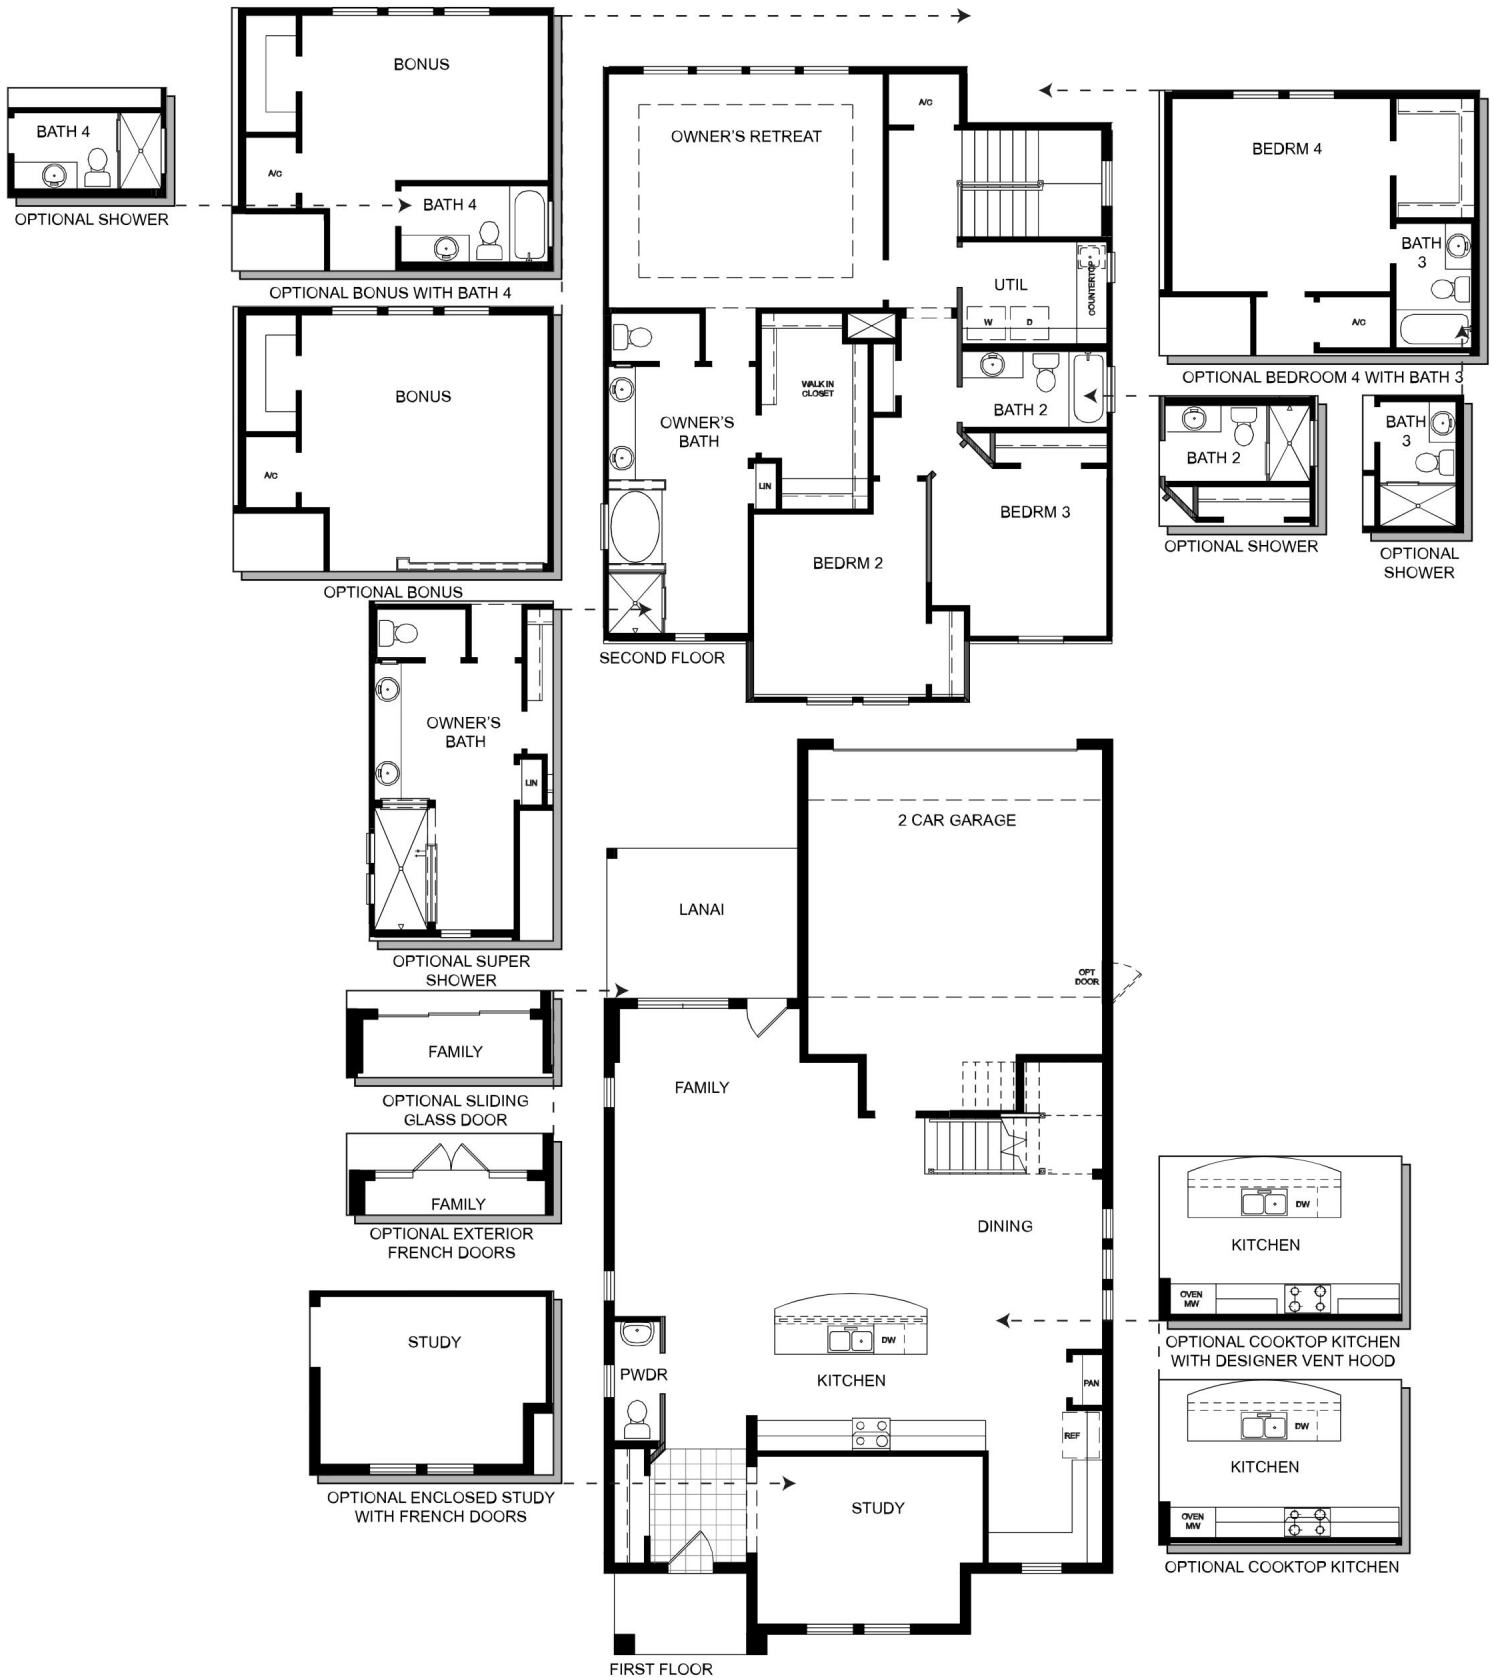 BONUS
A/C
BATH 4
OPTIONAL BONUS WITH BATH 4
BATH 4
OPTIONAL SHOWER
BONUS
A/C
OPTIONAL BONUS
OWNER'S RETREAT
A/C
UTIL
COUNTERTOP
W
D
WALK IN
CLOSET
OWNER'S
BATH
LIN
BATH 2
BEDRM 3
BEDRM 2
SECOND FLOOR
BEDRM 4
BATH
3
A/C
OPTIONAL BEDROOM 4 WITH BATH 3
BATH 2
OPTIONAL SHOWER
BATH
3
OPTIONAL
SHOWER
OWNER'S
BATH
LIN
OPTIONAL SUPER
SHOWER
FAMILY
OPTIONAL SLIDING
GLASS DOOR
FAMILY
OPTIONAL EXTERIOR
FRENCH DOORS
STUDY
OPTIONAL ENCLOSED STUDY
WITH FRENCH DOORS
2 CAR GARAGE
LANAI
OPT
DOOR
FAMILY
DINING
DW
PWDR
KITCHEN
PAN
REF
STUDY
FIRST FLOOR
DW
KITCHEN
OVEN
MW
OPTIONAL COOKTOP KITCHEN
WITH DESIGNER VENT HOOD
DW
KITCHEN
OVEN
MW
OPTIONAL COOKTOP KITCHEN